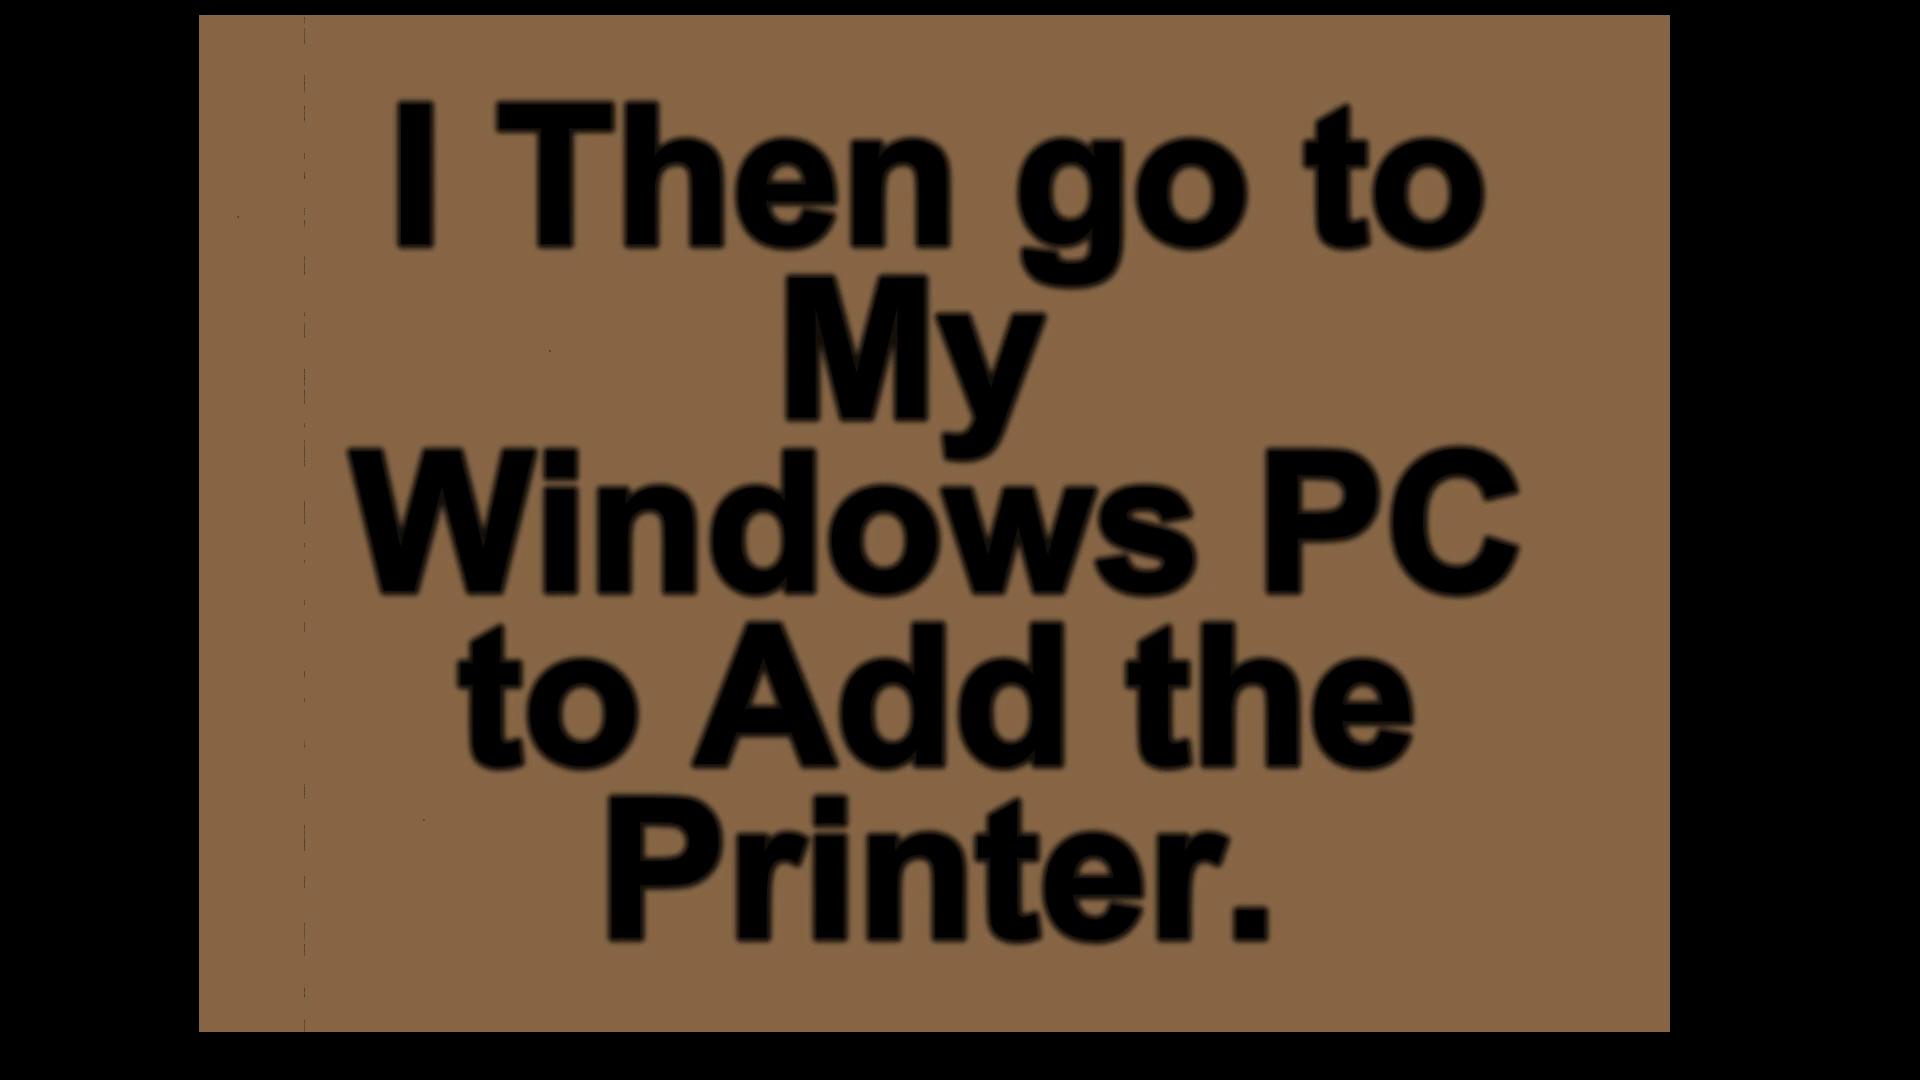 I Then go to
My
Windows PC
to Add the
Printer.